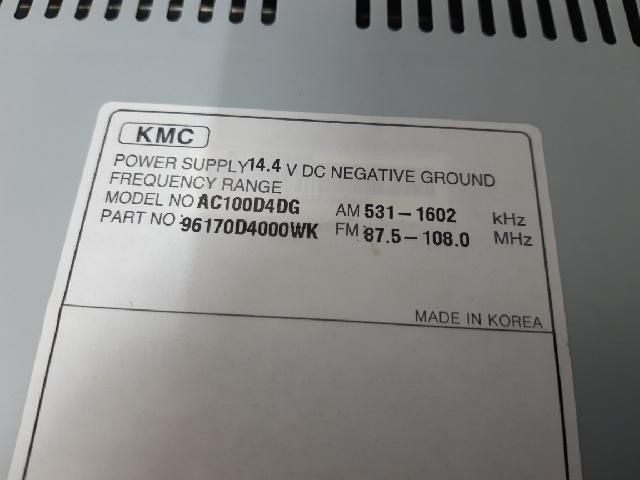 KMC
POWER SUPPLY 14.4 V DC NEGATIVE GROUND
FREQUENCY RANGE
MODEL NO AC100D4DG AM 531-1602 kHz
PART NO 96170D4000WK FM 87.5-108.0 MHz
MADE IN KOREA